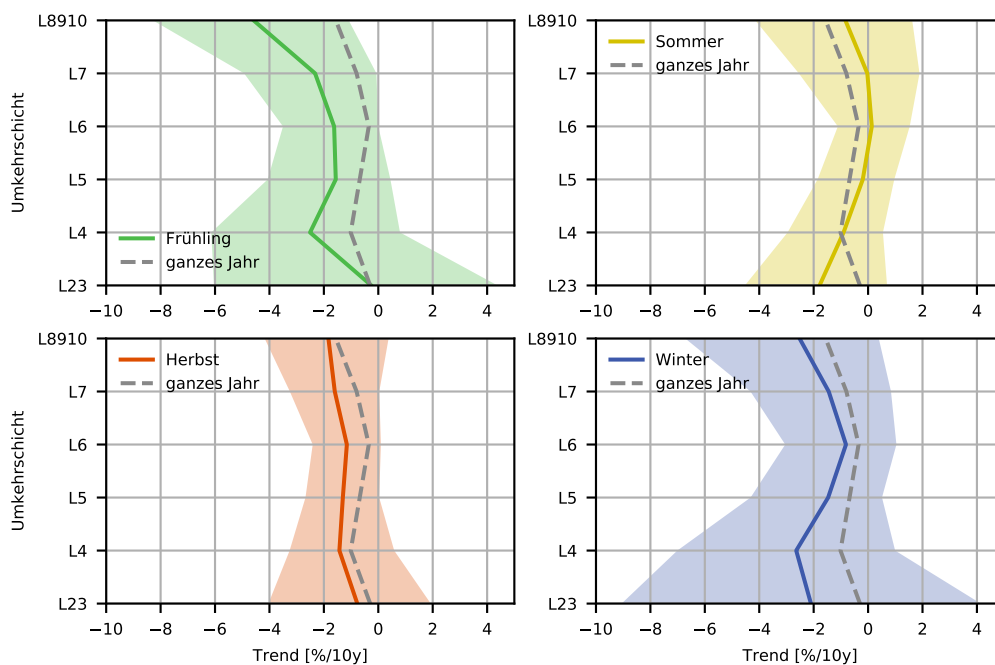 L8910
L7
L6
L5
L4
L23
Umkehrschicht
Frühling
ganzes Jahr
−10 −8 −6 −4 −2 0 2 4
L8910
L7
L6
L5
L4
L23
Sommer
ganzes Jahr
−10 −8 −6 −4 −2 0 2 4
L8910
L7
L6
L5
L4
L23
Umkehrschicht
Herbst
ganzes Jahr
−10 −8 −6 −4 −2 0 2 4
Trend [%/10y]
L8910
L7
L6
L5
L4
L23
Winter
ganzes Jahr
−10 −8 −6 −4 −2 0 2 4
Trend [%/10y]